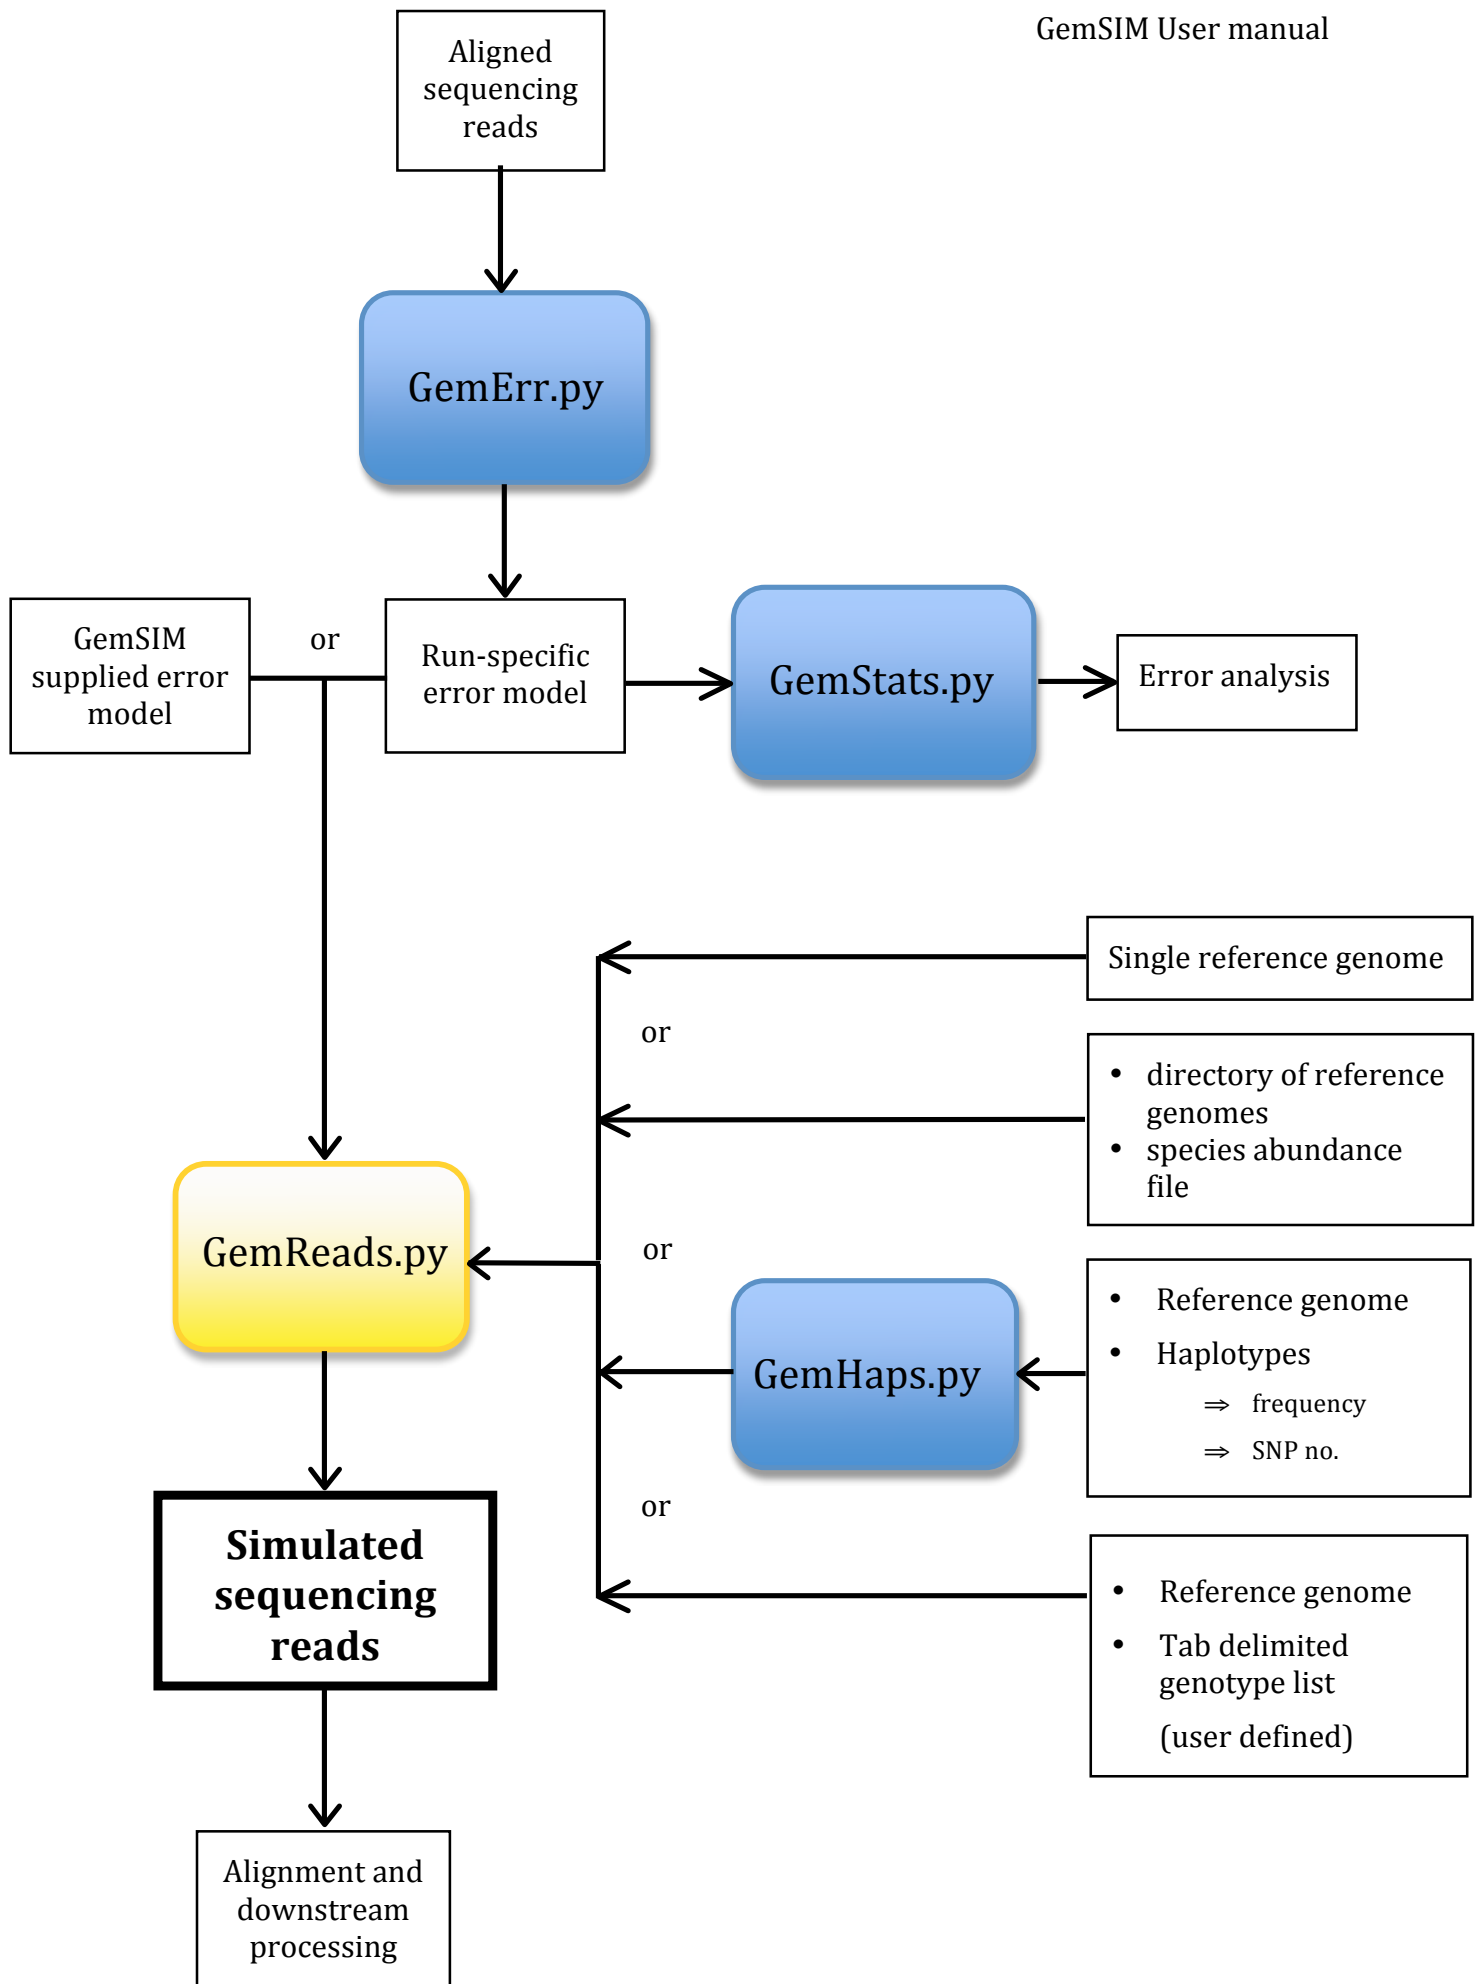 GemSIM User manual
Aligned
sequencing
reads
GemErr.py
GemSIM
supplied error
model
or
Run-specific
error model
GemStats.py
Error analysis
Single reference genome
or
• directory of reference
genomes
• species abundance
file
GemReads.py
or
GemHaps.py
• Reference genome
• Haplotypes
⇒ frequency
⇒ SNP no.
or
Simulated
sequencing
reads
• Reference genome
• Tab delimited
genotype list
(user defined)
Alignment and
downstream
processing